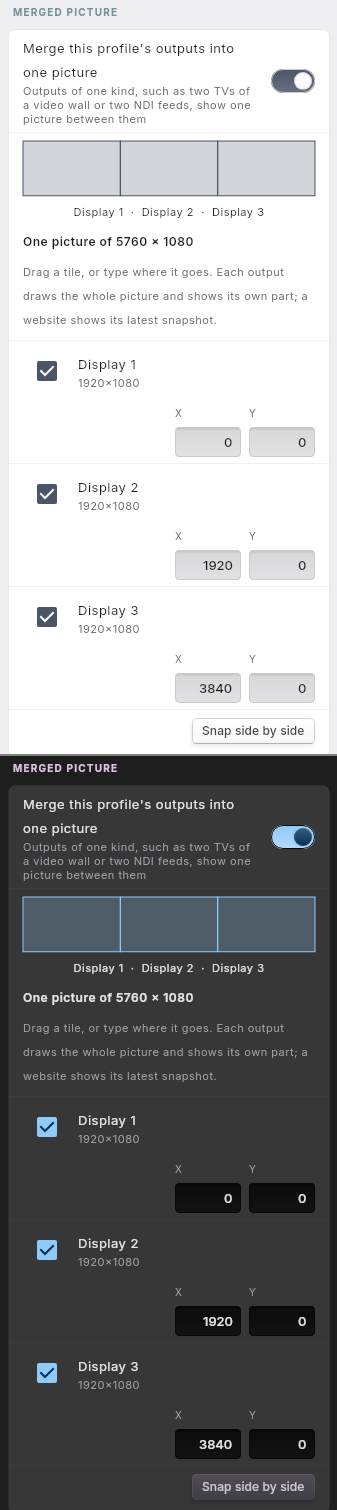 MERGED PICTURE
Merge this profile's outputs into
one picture
Outputs of one kind, such as two TVs of
a video wall or two NDI feeds, show one
picture between them
Display 1 · Display 2 · Display 3
One picture of 5760 × 1080
Drag a tile, or type where it goes. Each output
draws the whole picture and shows its own part; a
website shows its latest snapshot.
Display 1
1920×1080
X Y
0 0
Display 2
1920×1080
X Y
1920 0
Display 3
1920×1080
X Y
3840 0
Snap side by side
MERGED PICTURE
Merge this profile's outputs into
one picture
Outputs of one kind, such as two TVs of
a video wall or two NDI feeds, show one
picture between them
Display 1 · Display 2 · Display 3
One picture of 5760 × 1080
Drag a tile, or type where it goes. Each output
draws the whole picture and shows its own part; a
website shows its latest snapshot.
Display 1
1920×1080
X Y
0 0
Display 2
1920×1080
X Y
1920 0
Display 3
1920×1080
X Y
3840 0
Snap side by side